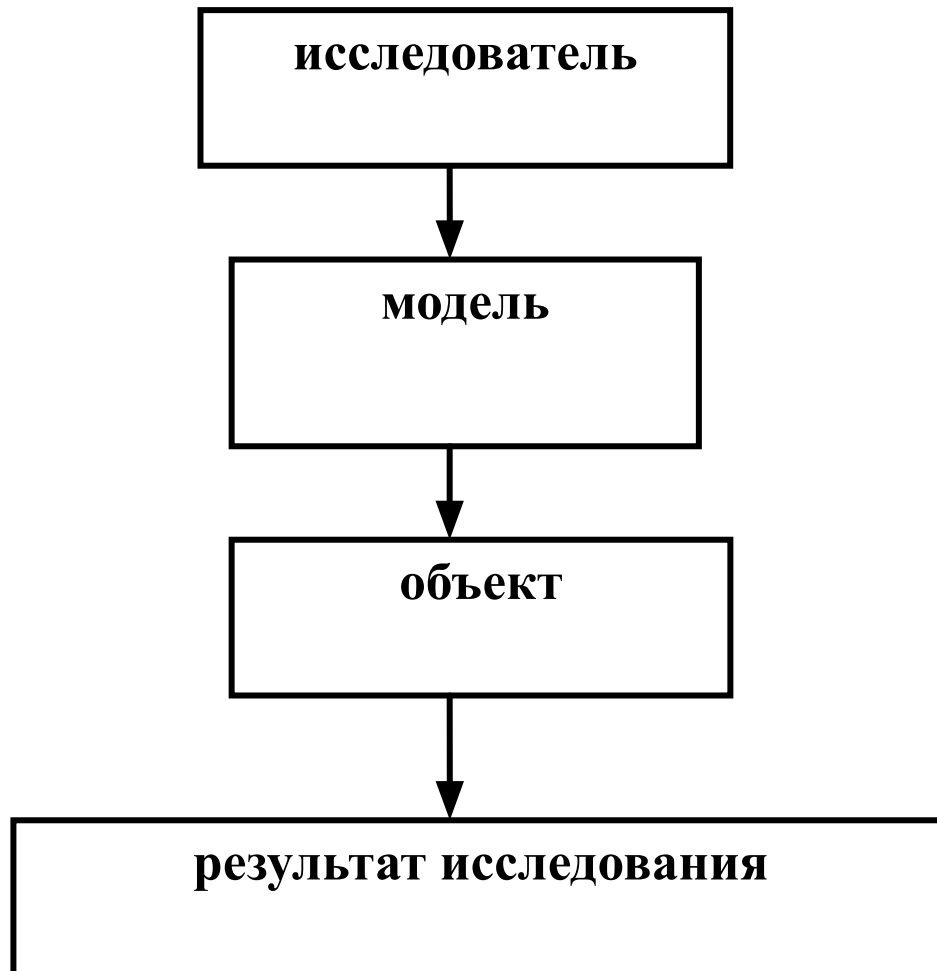 исследователь
модель
объект
результат исследования